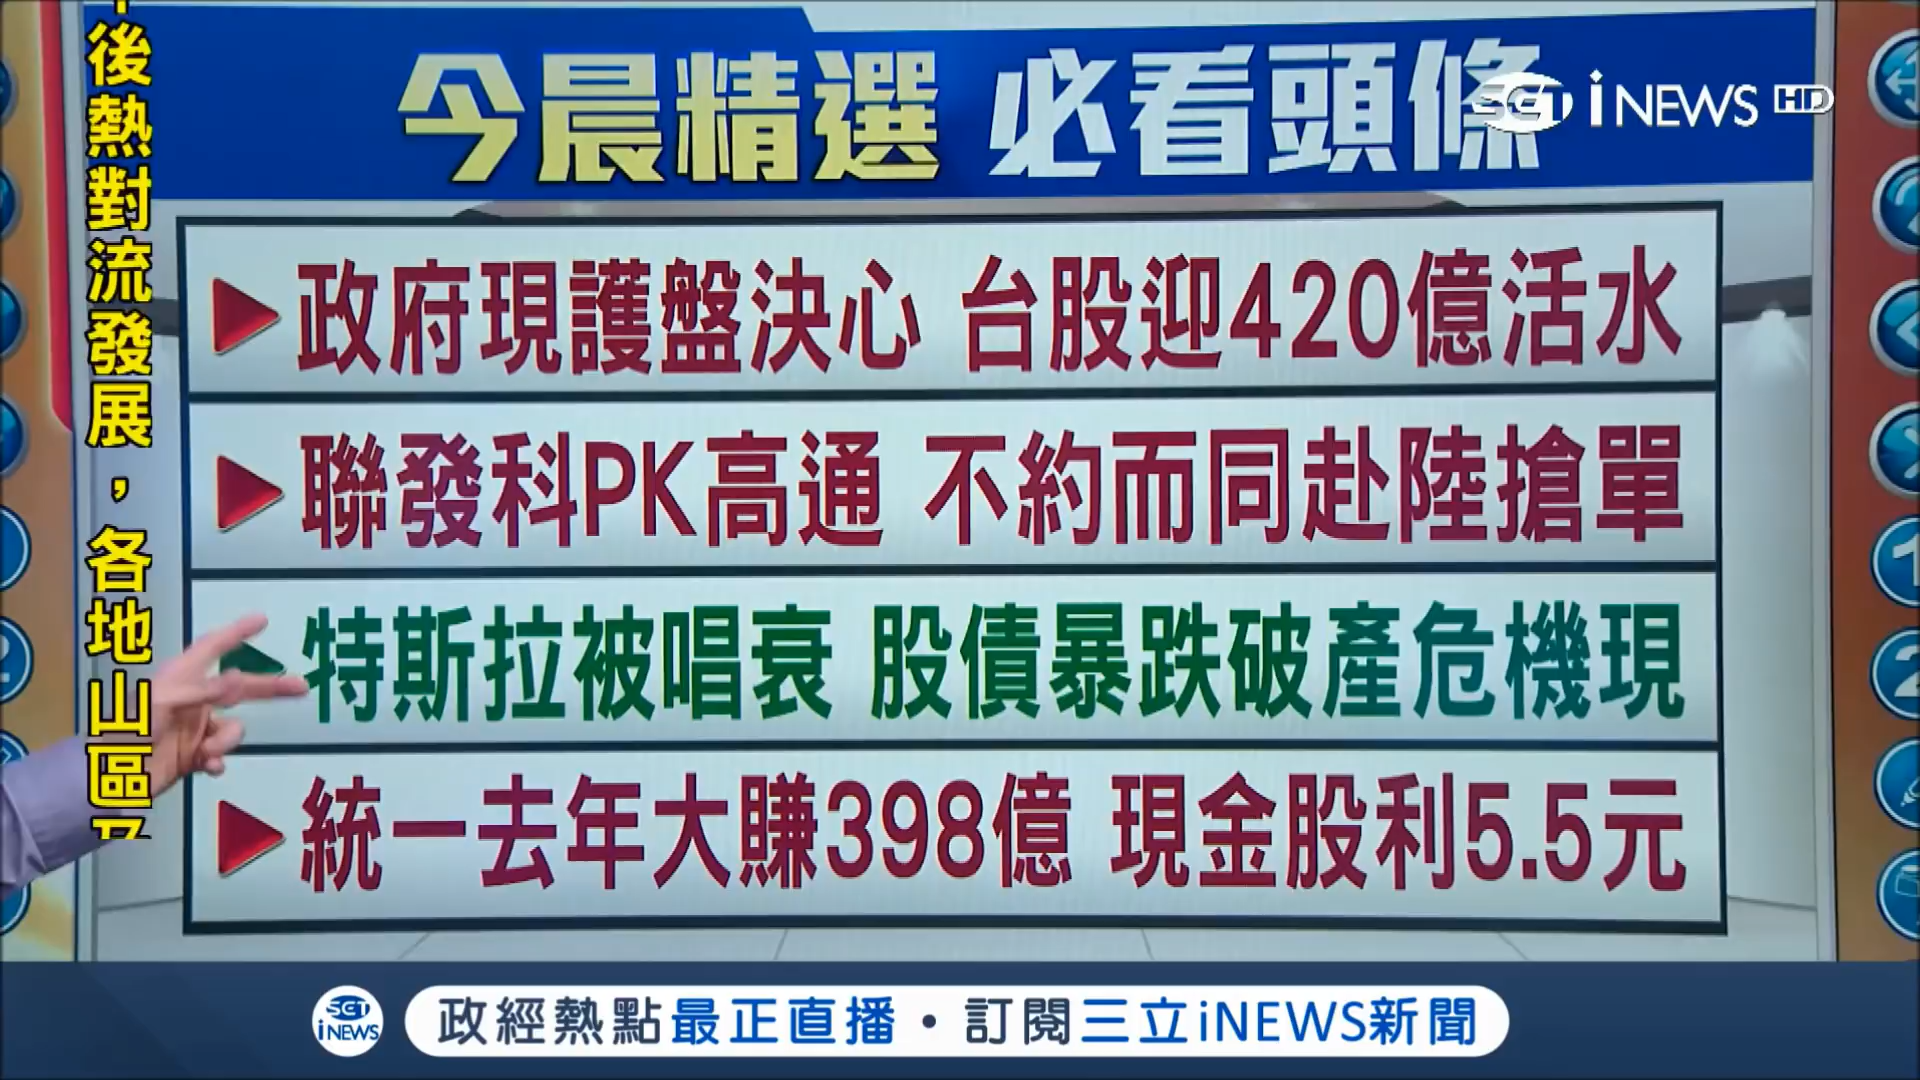 今晨精選 必看頭條
SET iNEWS HD
後熱對流發展，各地山區及
政府現護盤決心 台股迎420億活水
聯發科PK高通 不約而同赴陸搶單
特斯拉被唱衰 股債暴跌破產危機現
統一去年大賺398億 現金股利5.5元
SET iNEWS
政經熱點最正直播·訂閱三立iNEWS新聞